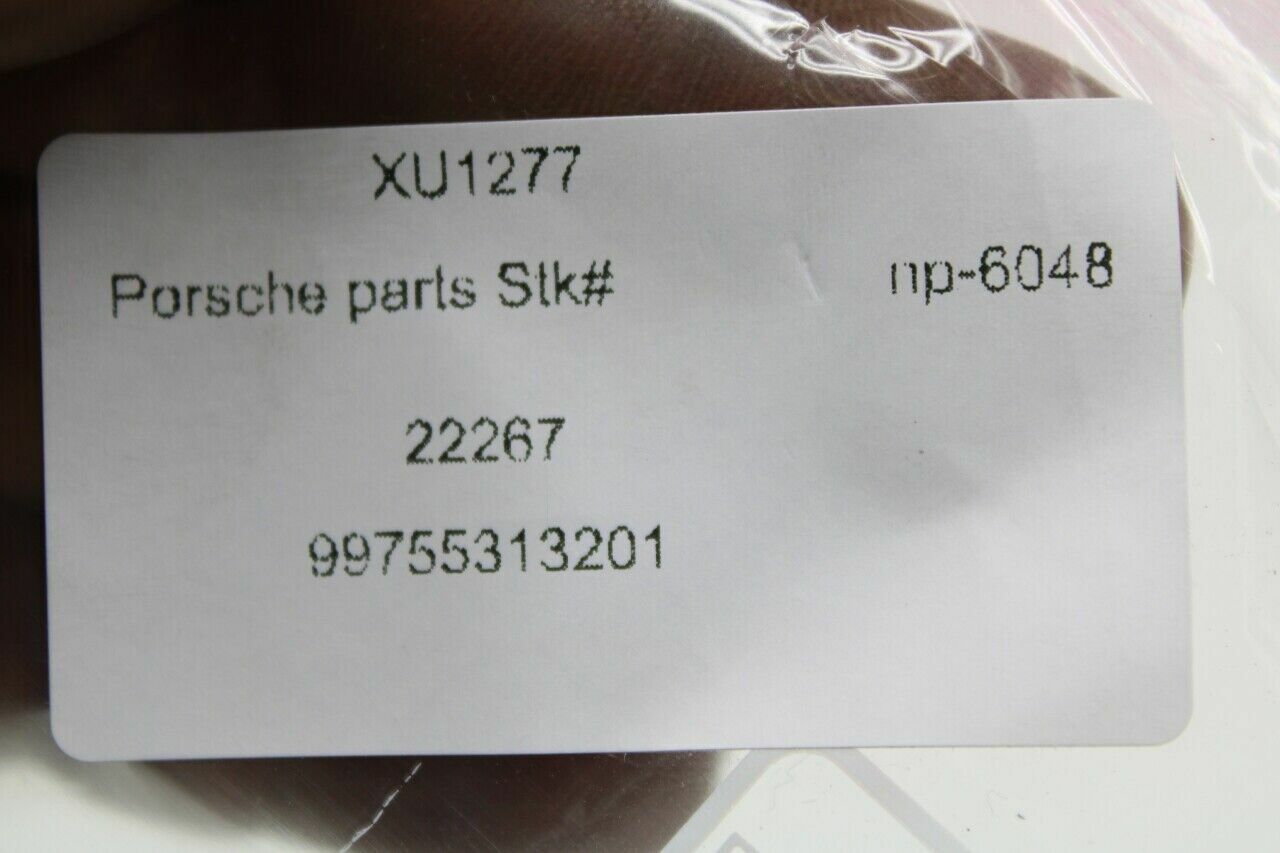 XU1277
Porsche parts Stk# np-6048
22267
99755313201